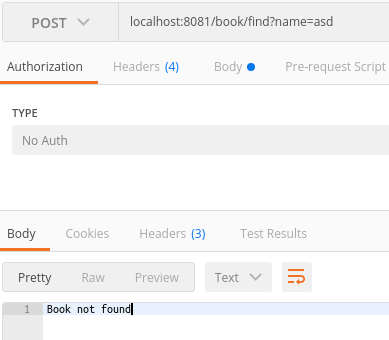 POST localhost:8081/book/find?name=asd
Authorization Headers (4) Body Pre-request Script
TYPE
No Auth
Body Cookies Headers (3) Test Results
Pretty Raw Preview Text
1 Book not found